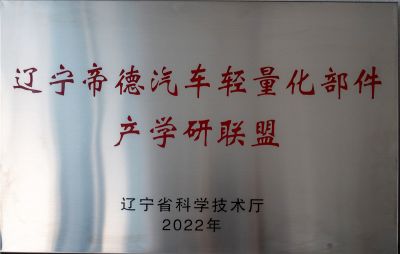 辽宁帝德汽车轻量化部件
产学研联盟
辽宁省科学技术厅
2022年